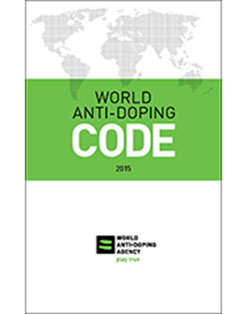 WORLD
ANTI-DOPING
CODE
2015
WORLD
ANTI-DOPING
AGENCY
play true